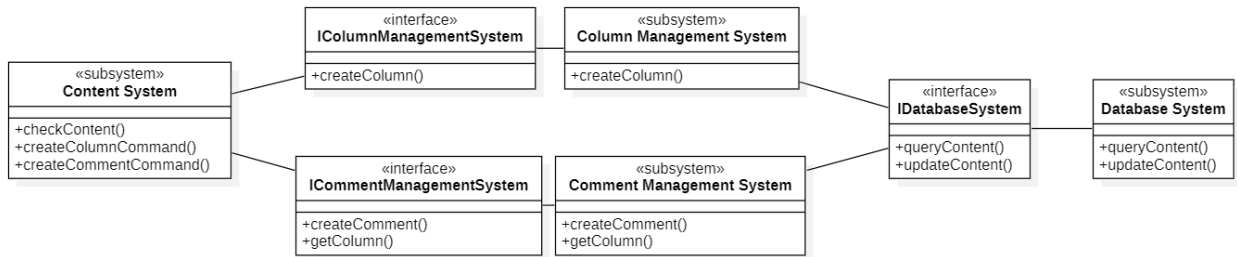 «subsystem»
Content System
+checkContent()
+createColumnCommand()
+createCommentCommand()
«interface»
IColumnManagementSystem
+createColumn()
«subsystem»
Column Management System
+createColumn()
«interface»
ICommentManagementSystem
+createComment()
+getColumn()
«subsystem»
Comment Management System
+createComment()
+getColumn()
«interface»
IDatabaseSystem
+queryContent()
+updateContent()
«subsystem»
Database System
+queryContent()
+updateContent()